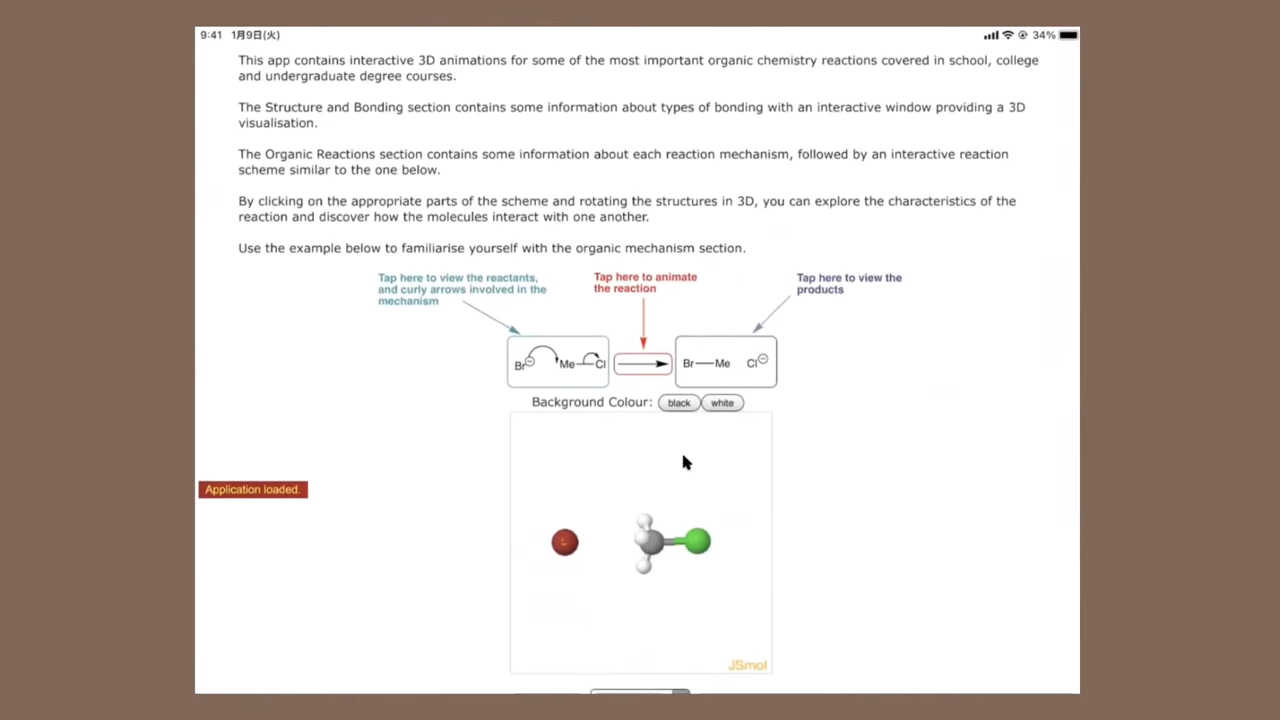 9:41 1月9日(火) 34%
This app contains interactive 3D animations for some of the most important organic chemistry reactions covered in school, college
and undergraduate degree courses.
The Structure and Bonding section contains some information about types of bonding with an interactive window providing a 3D
visualisation.
The Organic Reactions section contains some information about each reaction mechanism, followed by an interactive reaction
scheme similar to the one below.
By clicking on the appropriate parts of the scheme and rotating the structures in 3D, you can explore the characteristics of the
reaction and discover how the molecules interact with one another.
Use the example below to familiarise yourself with the organic mechanism section.
Tap here to view the reactants,
and curly arrows involved in the
mechanism
Tap here to animate
the reaction
Tap here to view the
products
Br⊖ Me—Cl
Br—Me Cl⊖
Background Colour: black white
Application loaded.
JSmol